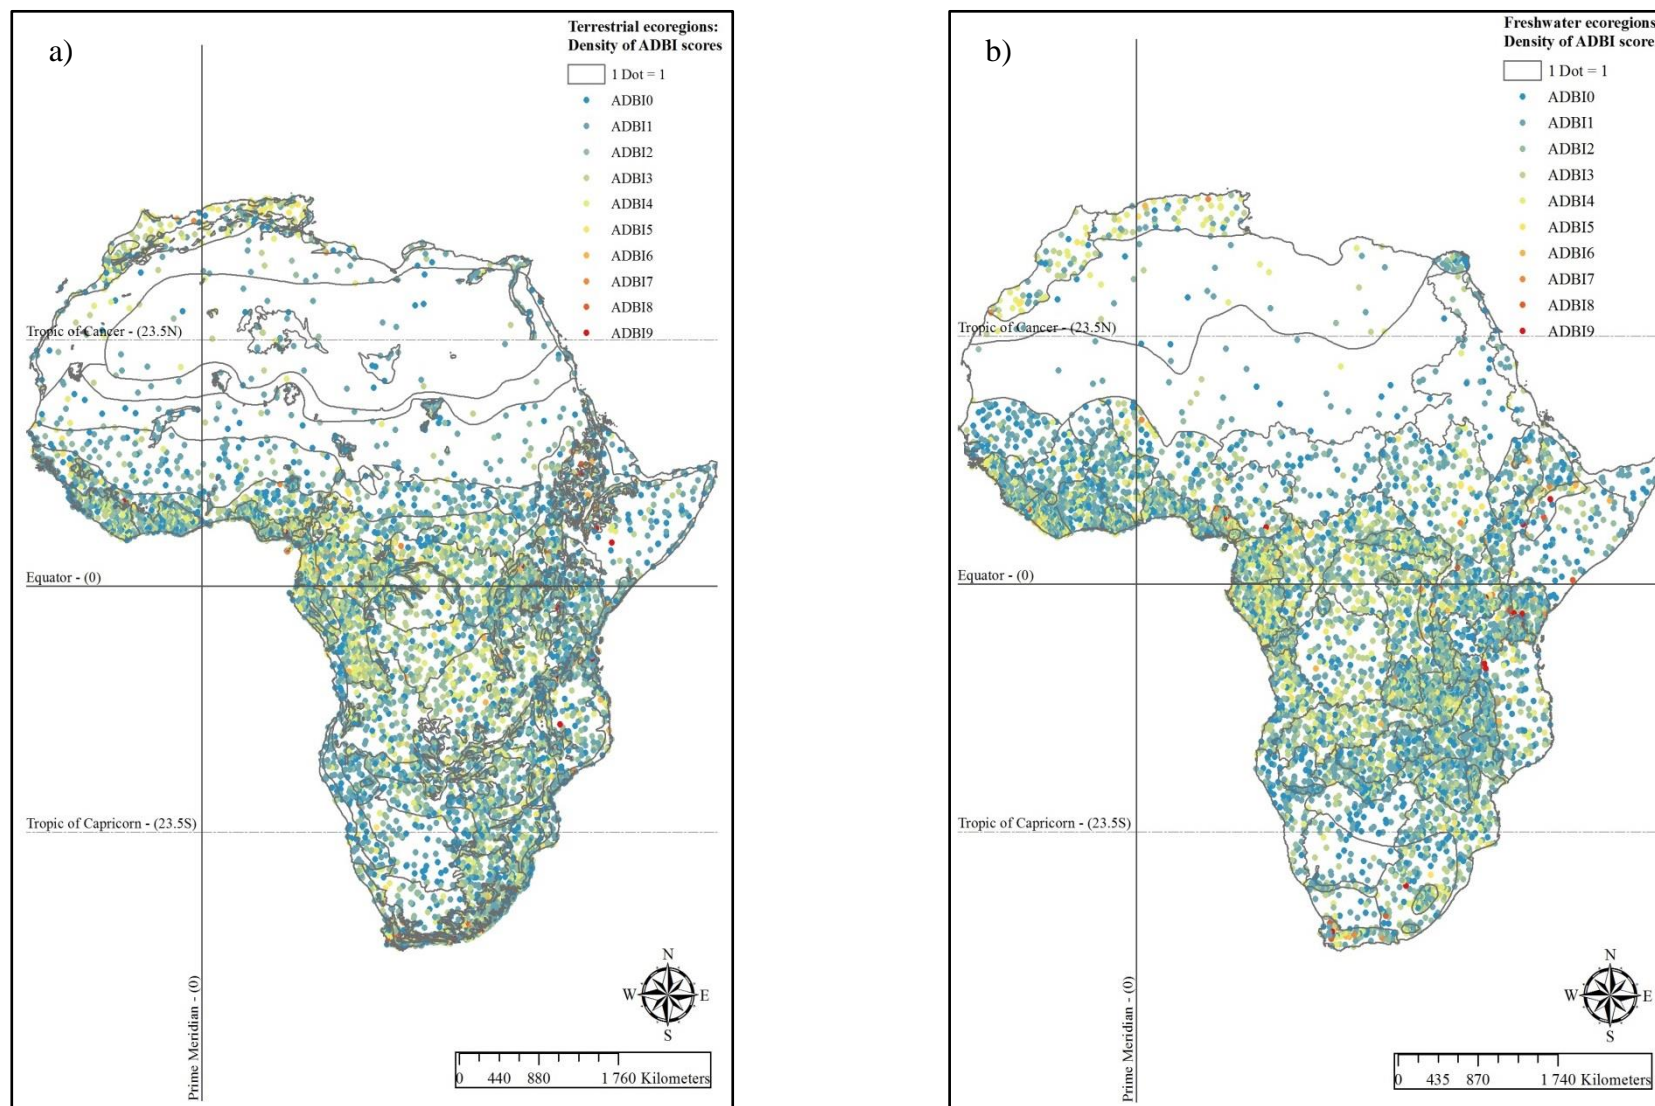 a)
Terrestrial ecoregions:
Density of ADBI scores
1 Dot = 1
ADBI0
ADBI1
ADBI2
ADBI3
ADBI4
ADBI5
ADBI6
ADBI7
ADBI8
ADBI9
Tropic of Cancer - (23.5N)
Equator - (0)
Tropic of Capricorn - (23.5S)
Prime Meridian - (0)
N
W
E
S
0 440 880 1 760 Kilometers
b)
Freshwater ecoregions
Density of ADBI score
1 Dot = 1
ADBI0
ADBI1
ADBI2
ADBI3
ADBI4
ADBI5
ADBI6
ADBI7
ADBI8
ADBI9
Tropic of Cancer - (23.5N)
Equator - (0)
Tropic of Capricorn - (23.5S)
Prime Meridian - (0)
N
W
E
S
0 435 870 1 740 Kilometers